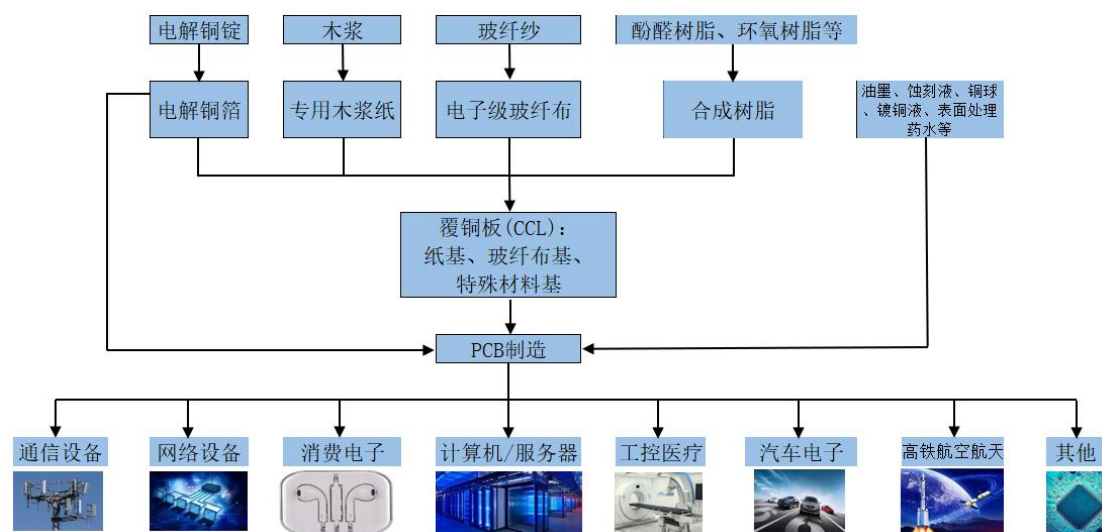 电解铜锭
木浆
玻纤纱
酚醛树脂、环氧树脂等
电解铜箔
专用木浆纸
电子级玻纤布
合成树脂
油墨、蚀刻液、铜球
、镀铜液、表面处理
药水等
覆铜板(CCL):
纸基、玻纤布基、
特殊材料基
PCB制造
通信设备
网络设备
消费电子
计算机/服务器
工控医疗
汽车电子
高铁航空航天
其他